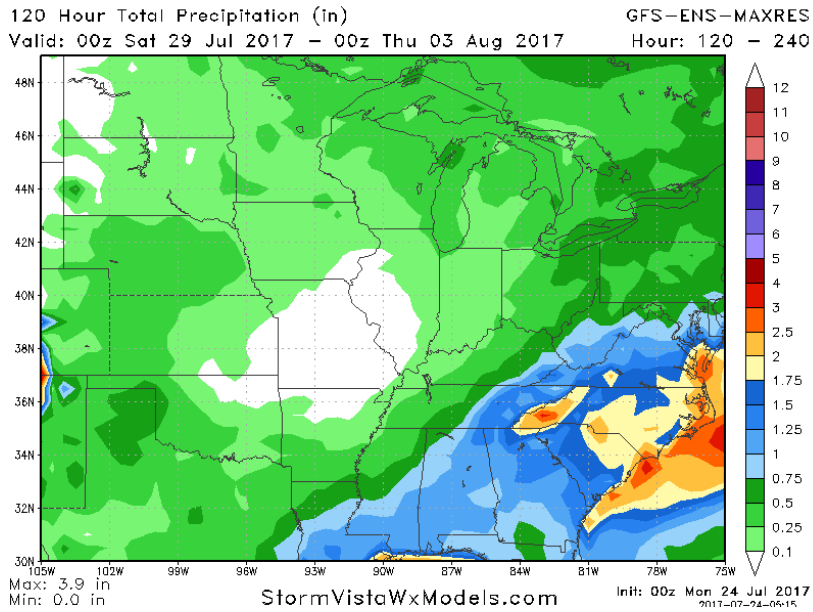 120 Hour Total Precipitation (in) GFS-ENS-MAXRES
Valid: 00z Sat 29 Jul 2017 - 00z Thu 03 Aug 2017 Hour: 120 - 240
48N
46N
44N
42N
40N
38N
36N
34N
32N
30N
105W 102W 99W 96W 93W 90W 87W 84W 81W 78W 75W
12
11
10
9
8
7
6
5
4
3
2.5
2
1.75
1.5
1.25
1
0.75
0.5
0.25
0.1
Max: 3.9 in
Min: 0.0 in
StormVistaWxModels.com
Init: 00z Mon 24 Jul 2017
2017-07-24-05:15